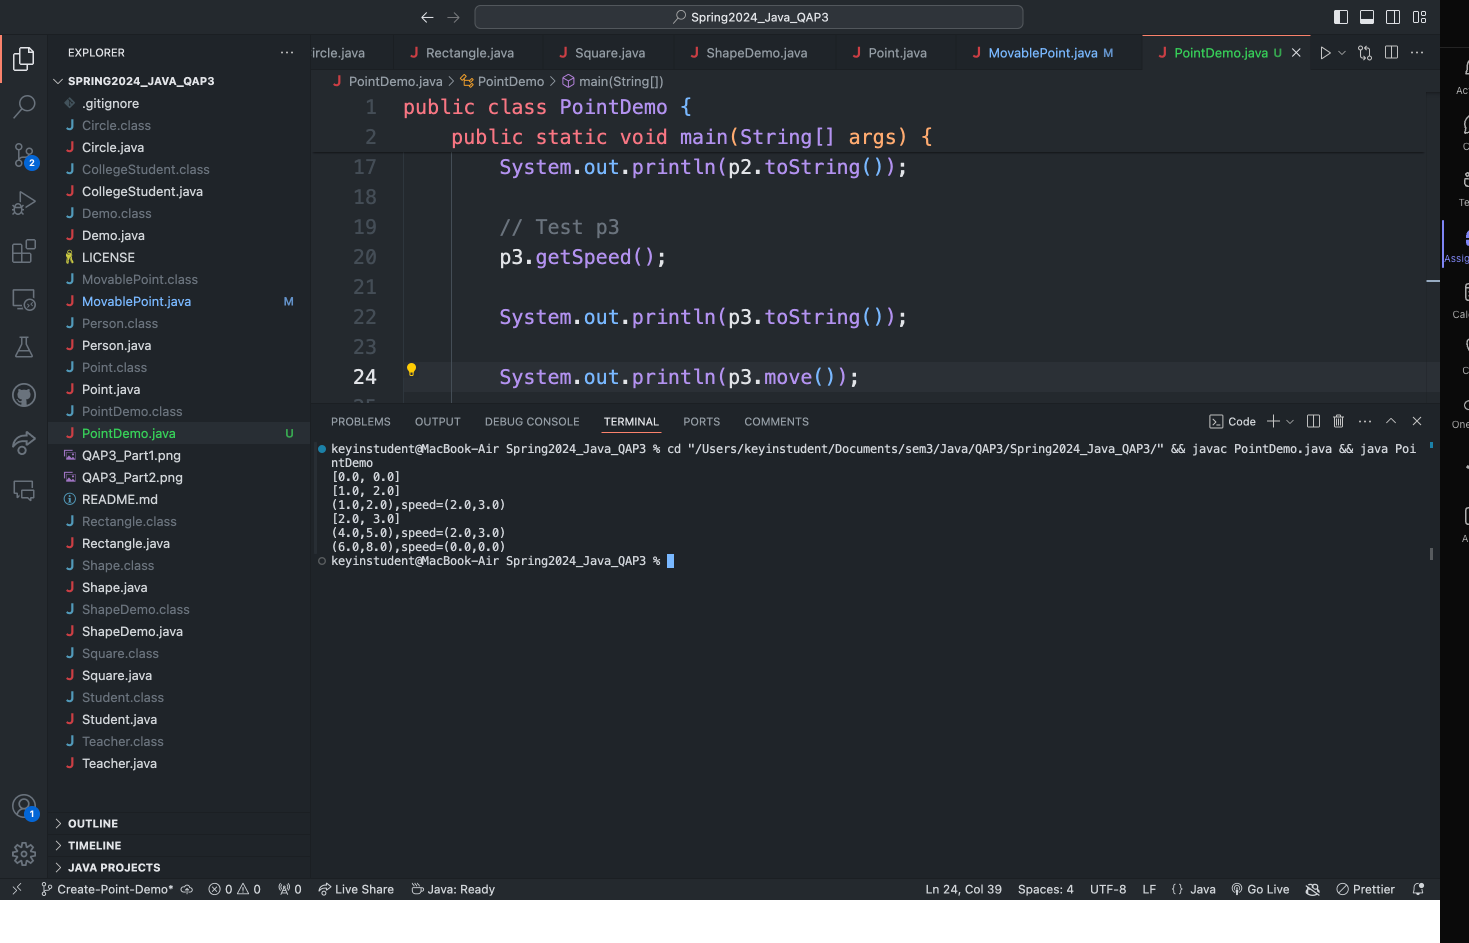 Spring2024_Java_QAP3
EXPLORER
SPRING2024_JAVA_QAP3
.gitignore
Circle.class
Circle.java
CollegeStudent.class
CollegeStudent.java
Demo.class
Demo.java
LICENSE
MovablePoint.class
MovablePoint.java M
Person.class
Person.java
Point.class
Point.java
PointDemo.class
PointDemo.java U
QAP3_Part1.png
QAP3_Part2.png
README.md
Rectangle.class
Rectangle.java
Shape.class
Shape.java
ShapeDemo.class
ShapeDemo.java
Square.class
Square.java
Student.class
Student.java
Teacher.class
Teacher.java
OUTLINE
TIMELINE
JAVA PROJECTS
2
1
ircle.java Rectangle.java Square.java ShapeDemo.java Point.java MovablePoint.java M PointDemo.java U
PointDemo.java > PointDemo > main(String[])
1 public class PointDemo {
2 public static void main(String[] args) {
17 System.out.println(p2.toString());
18
19 // Test p3
20 p3.getSpeed();
21
22 System.out.println(p3.toString());
23
24 System.out.println(p3.move());
PROBLEMS OUTPUT DEBUG CONSOLE TERMINAL PORTS COMMENTS Code
keyinstudent@MacBook-Air Spring2024_Java_QAP3 % cd "/Users/keyinstudent/Documents/sem3/Java/QAP3/Spring2024_Java_QAP3/" && javac PointDemo.java && java Poi
ntDemo
[0.0, 0.0]
[1.0, 2.0]
(1.0,2.0),speed=(2.0,3.0)
[2.0, 3.0]
(4.0,5.0),speed=(2.0,3.0)
(6.0,8.0),speed=(0.0,0.0)
keyinstudent@MacBook-Air Spring2024_Java_QAP3 %
Create-Point-Demo* 0 0 0 Live Share Java: Ready Ln 24, Col 39 Spaces: 4 UTF-8 LF {} Java Go Live Prettier
Assig